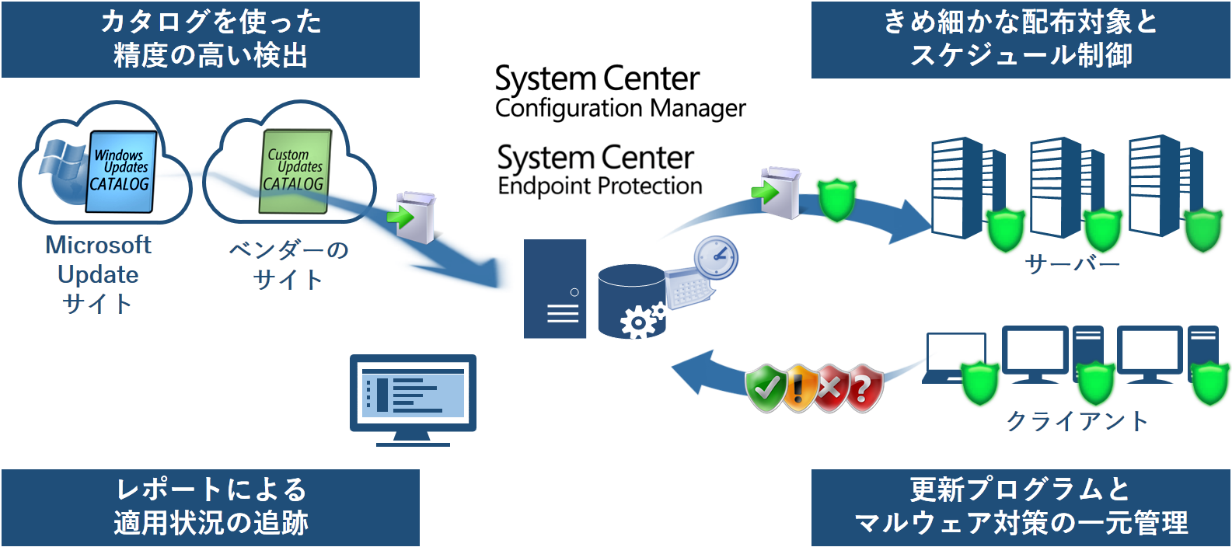 カタログを使った
精度の高い検出
きめ細かな配布対象と
スケジュール制御
System Center
Configuration Manager
System Center
Endpoint Protection
Windows
Updates
CATALOG
Custom
Updates
CATALOG
Microsoft
Update
サイト
ベンダーの
サイト
サーバー
クライアント
レポートによる
適用状況の追跡
更新プログラムと
マルウェア対策の一元管理